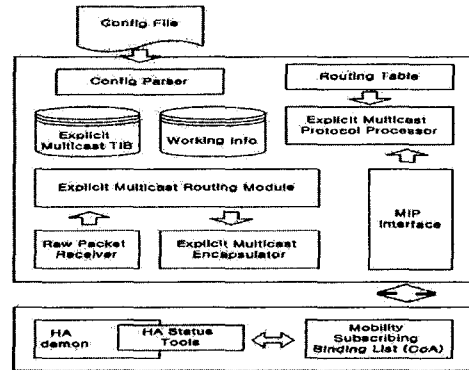 Config File
Config Parser
Routing Table
Explicit
Multicast TIB
Working Info
Explicit Multicast
Protocol Processor
Explicit Multicast Routing Module
MIP
Interface
Raw Packet
Receiver
Explicit Multicast
Encapsulator
HA
demon
HA Status
Tools
Mobility
Subscribing
Binding List (CoA)